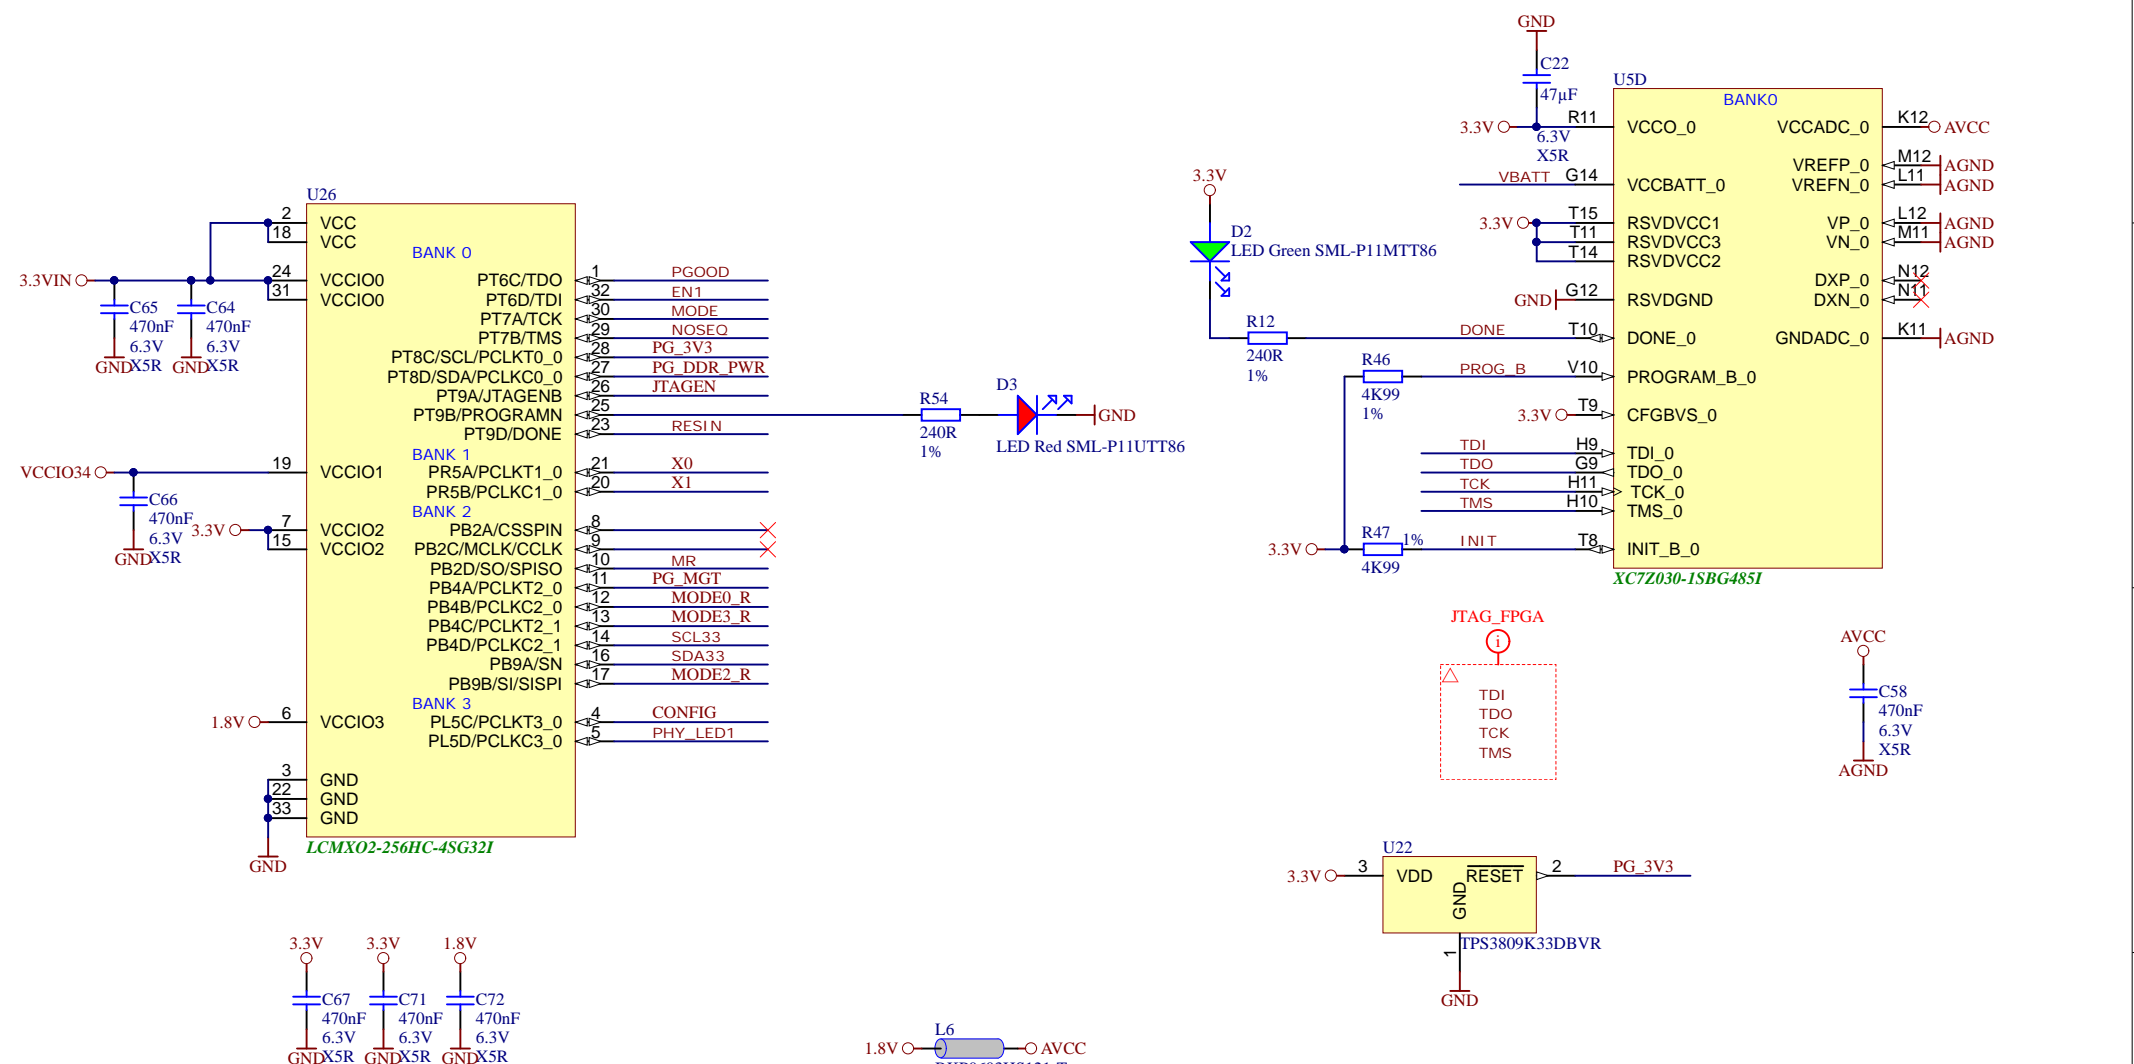 U26
2
VCC
18
VCC
BANK 0
3.3VIN
24
VCCIO0
31
VCCIO0
C65
470nF
6.3V
X5R
GND
C64
470nF
6.3V
X5R
GND
PT6C/TDO 1 PGOOD
PT6D/TDI 32 EN1
PT7A/TCK 30 MODE
PT7B/TMS 29 NOSEQ
PT8C/SCL/PCLKT0_0 28 PG_3V3
PT8D/SDA/PCLKC0_0 27 PG_DDR_PWR
PT9A/JTAGENB 26 JTAGEN
PT9B/PROGRAMN 25
PT9D/DONE 23 RESIN
R54
240R
1%
D3
LED Red SML-P11UTT86
GND
BANK 1
VCCIO34
19
VCCIO1
PR5A/PCLKT1_0 21 X0
PR5B/PCLKC1_0 20 X1
C66
470nF
6.3V
X5R
GND
BANK 2
3.3V
7
VCCIO2
15
VCCIO2
PB2A/CSSPIN 8
PB2C/MCLK/CCLK 9
PB2D/SO/SPISO 10 MR
PB4A/PCLKT2_0 11 PG_MGT
PB4B/PCLKC2_0 12 MODE0_R
PB4C/PCLKT2_1 13 MODE3_R
PB4D/PCLKC2_1 14 SCL33
PB9A/SN 16 SDA33
PB9B/SI/SISPI 17 MODE2_R
BANK 3
1.8V
6
VCCIO3
PL5C/PCLKT3_0 4 CONFIG
PL5D/PCLKC3_0 5 PHY_LED1
3
GND
22
GND
33
GND
GND
LCMXO2-256HC-4SG32I
3.3V
C67
470nF
6.3V
X5R
GND
3.3V
C71
470nF
6.3V
X5R
GND
1.8V
C72
470nF
6.3V
X5R
GND
1.8V
L6
AVCC
GND
C22
47µF
6.3V
X5R
U5D
BANK0
3.3V R11 VCCO_0
VBATT G14 VCCBATT_0
3.3V T15 RSVDVCC1
T11 RSVDVCC3
T14 RSVDVCC2
GND G12 RSVDGND
DONE T10 DONE_0
PROG_B V10 PROGRAM_B_0
3.3V T9 CFGBVS_0
TDI H9 TDI_0
TDO G9 TDO_0
TCK H11 TCK_0
TMS H10 TMS_0
INIT T8 INIT_B_0
VCCADC_0 K12 AVCC
VREFP_0 M12 AGND
VREFN_0 L11 AGND
VP_0 L12 AGND
VN_0 M11 AGND
DXP_0 N12
DXN_0 N11
GNDADC_0 K11 AGND
XC7Z030-1SBG485I
3.3V
D2
LED Green SML-P11MTT86
R12
240R
1%
R46
4K99
1%
3.3V
R47 1%
4K99
JTAG_FPGA
i
TDI
TDO
TCK
TMS
AVCC
C58
470nF
6.3V
X5R
AGND
U22
3.3V 3 VDD
RESET 2 PG_3V3
GND
1
TPS3809K33DBVR
GND